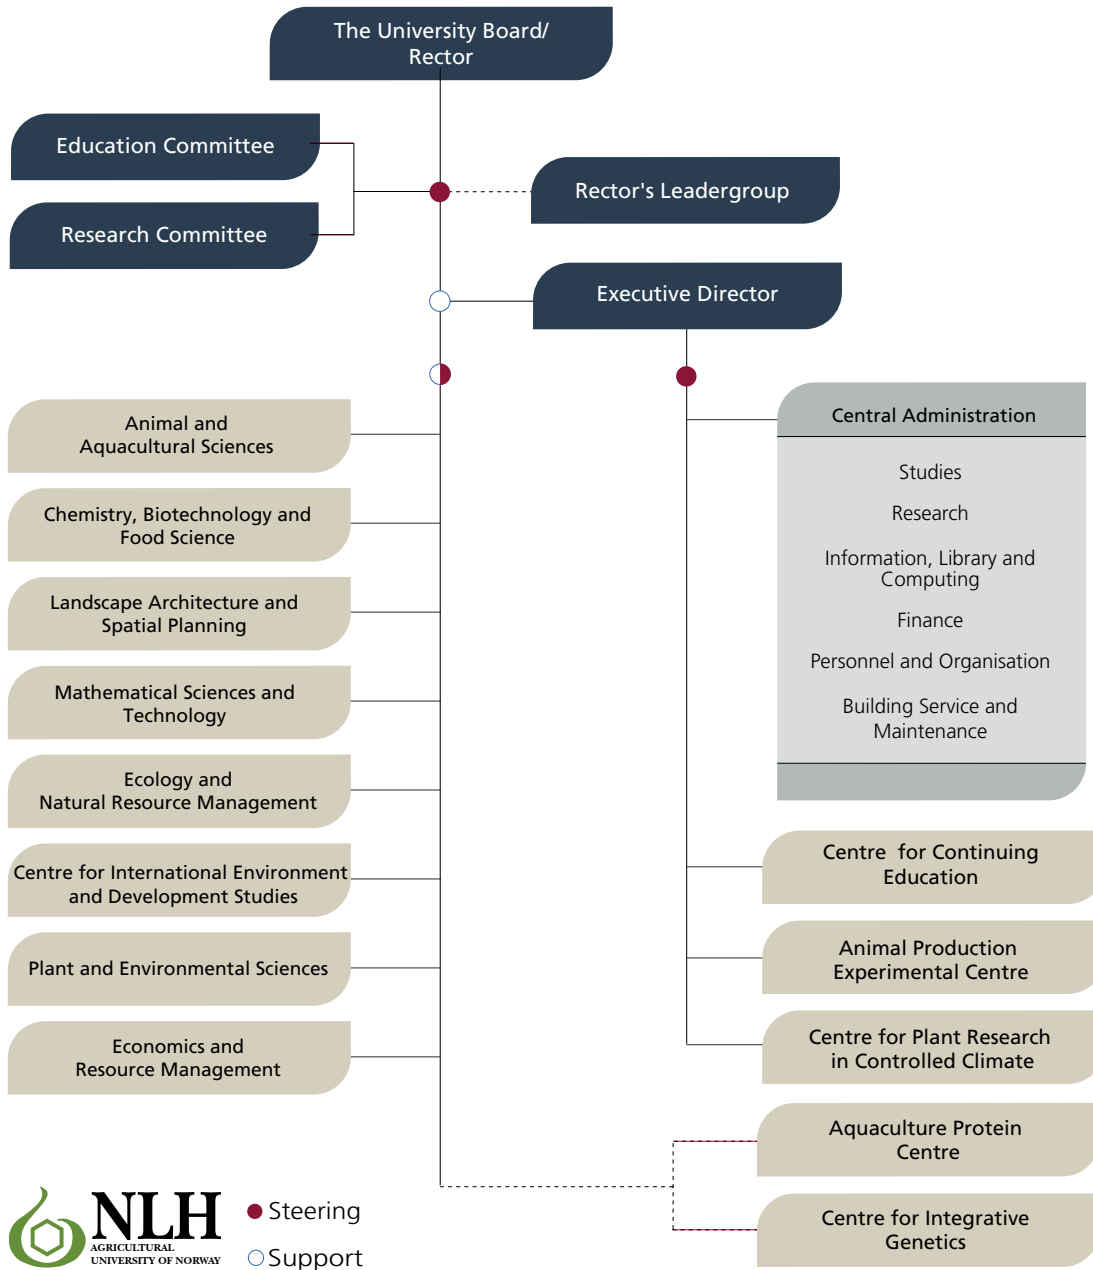 The University Board/
Rector
Education Committee
Research Committee
Rector's Leadergroup
Executive Director
Animal and
Aquacultural Sciences
Chemistry, Biotechnology and
Food Science
Landscape Architecture and
Spatial Planning
Mathematical Sciences and
Technology
Ecology and
Natural Resource Management
Centre for International Environment
and Development Studies
Plant and Environmental Sciences
Economics and
Resource Management
Central Administration
Studies
Research
Information, Library and
Computing
Finance
Personnel and Organisation
Building Service and
Maintenance
Centre for Continuing
Education
Animal Production
Experimental Centre
Centre for Plant Research
in Controlled Climate
Aquaculture Protein
Centre
Centre for Integrative
Genetics
NLH
AGRICULTURAL
UNIVERSITY OF NORWAY
Steering
Support